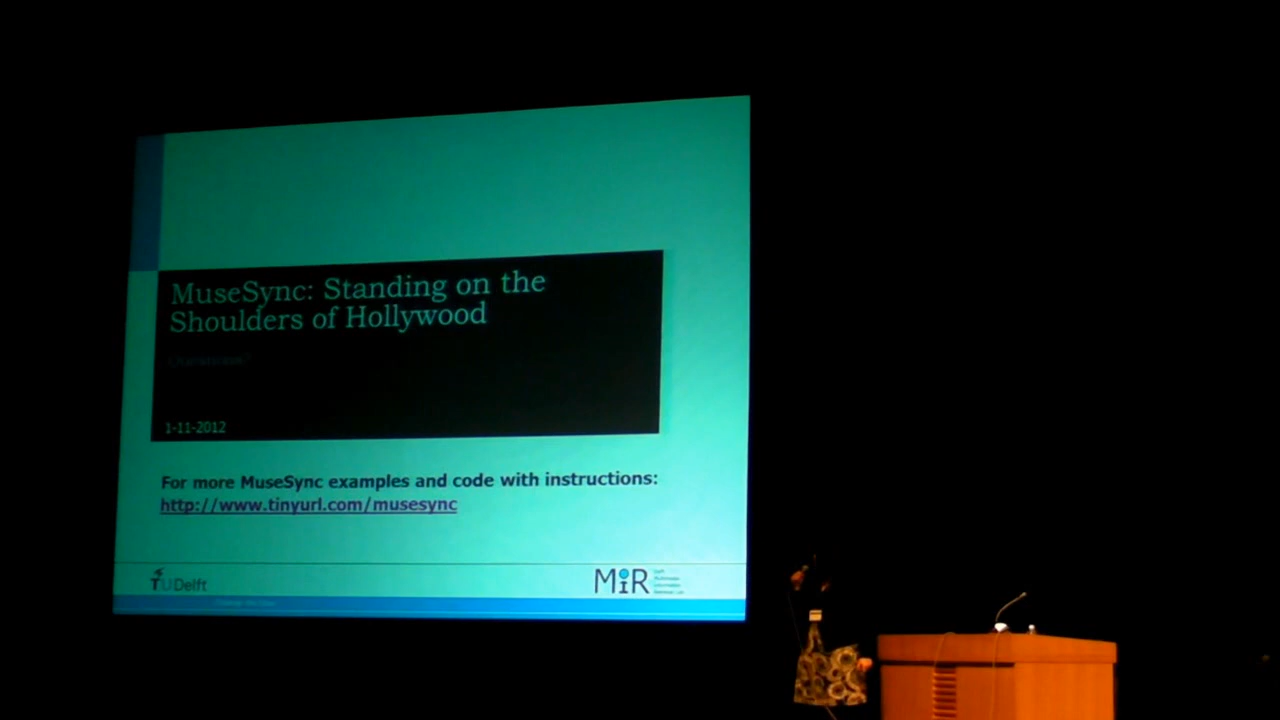 MuseSync: Standing on the
Shoulders of Hollywood
1-11-2012
For more MuseSync examples and code with instructions:
http://www.tinyurl.com/musesync
TUDelft
MIR